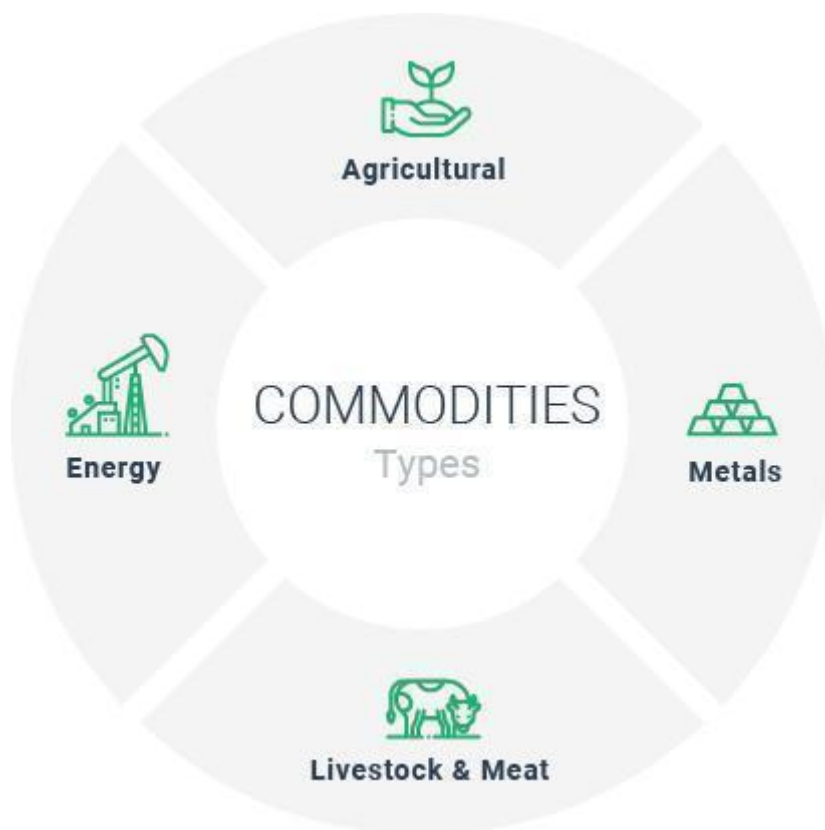 Agricultural
COMMODITIES
Types
Energy
Metals
Livestock & Meat